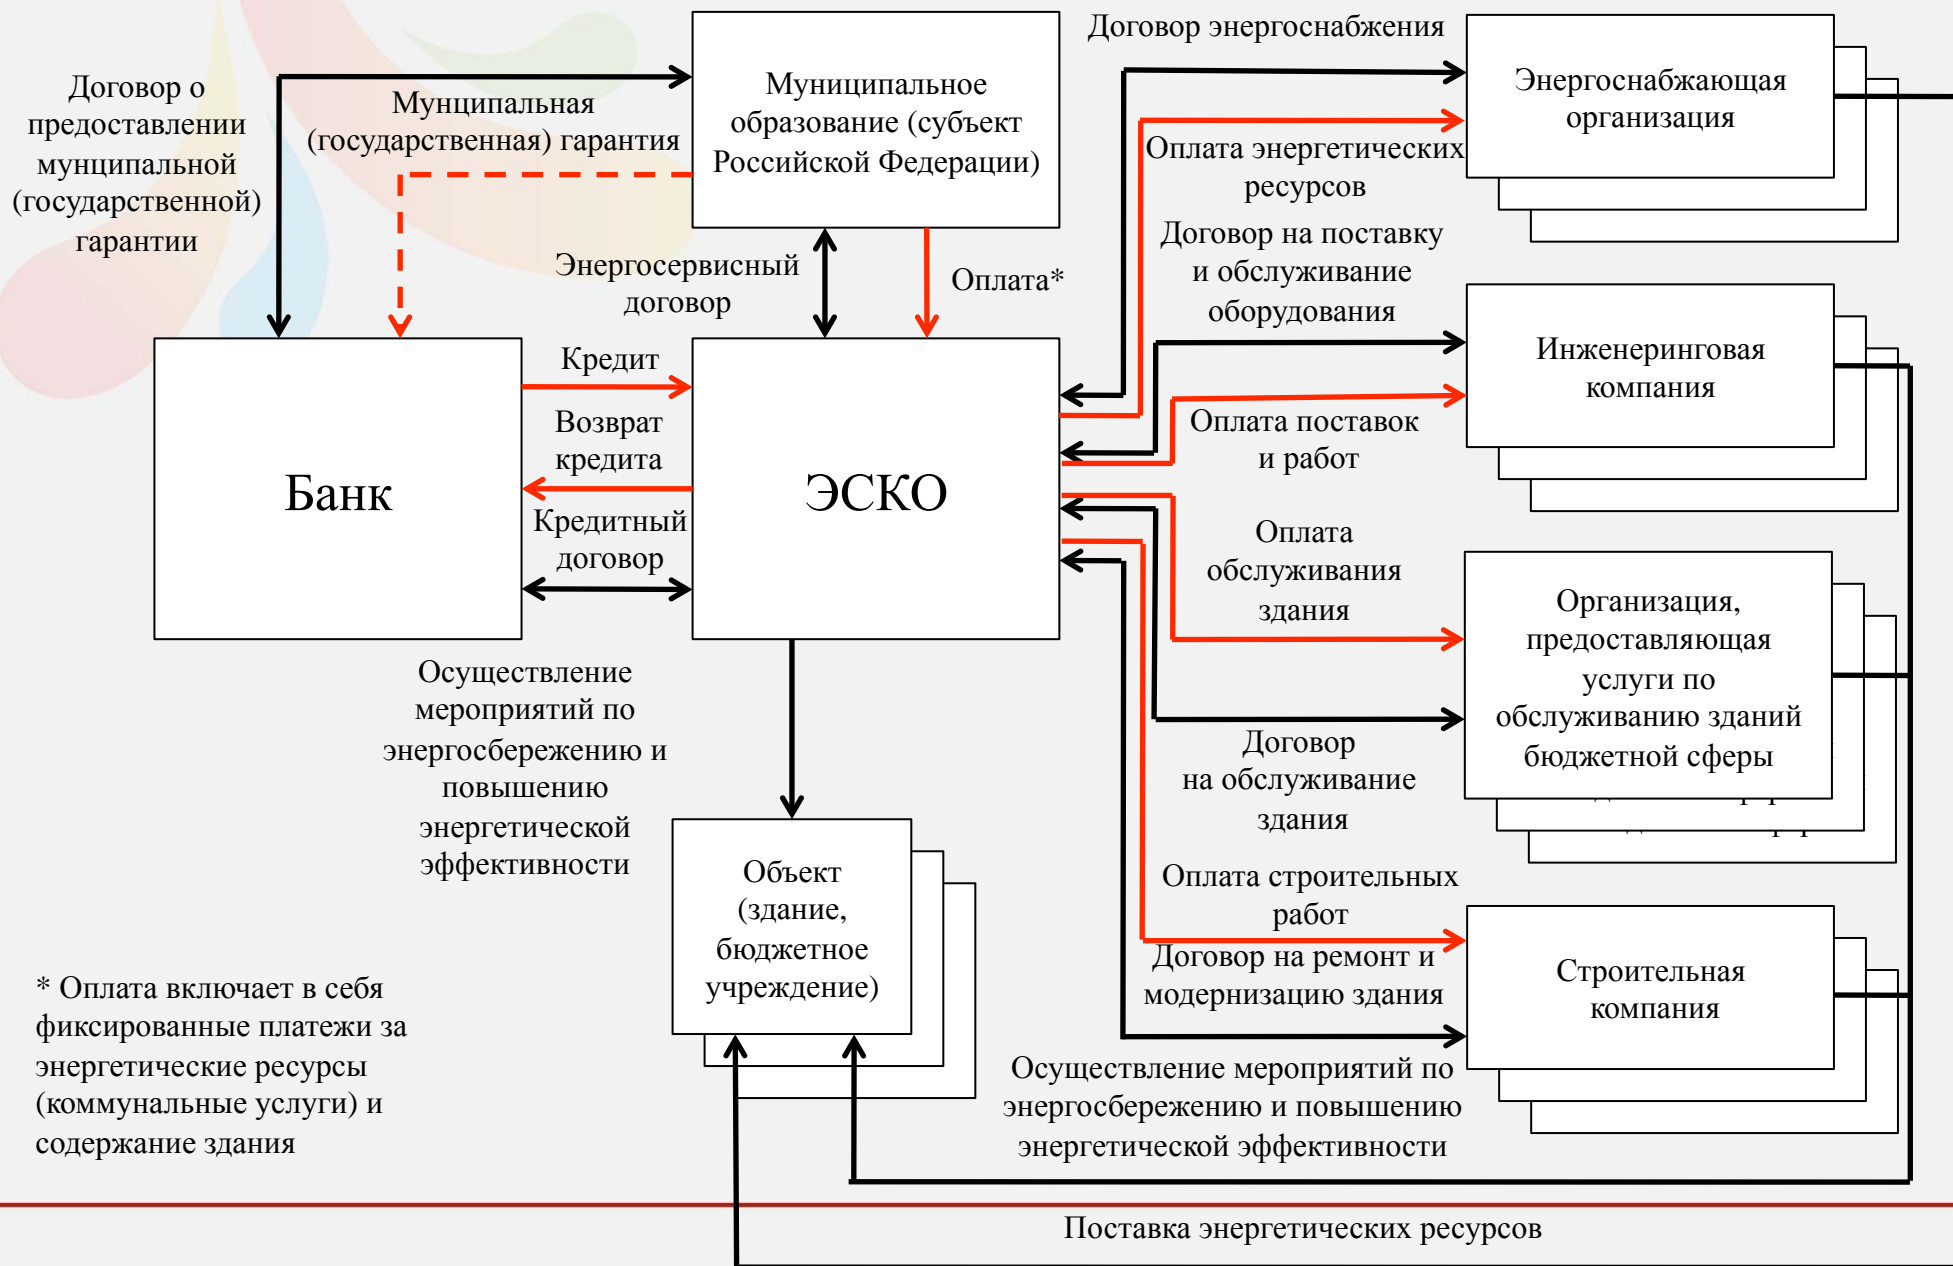 Договор о
предоставлении
мунципальной
(государственной)
гарантии
Мунципальная
(государственная) гарантия
Муниципальное
образование (субъект
Российской Федерации)
Энергосервисный
договор
Оплата*
Договор энергоснабжения
Энергоснабжающая
организация
Оплата энергетических
ресурсов
Договор на поставку
и обслуживание
оборудования
Инженеринговая
компания
Оплата поставок
и работ
Банк
Кредит
Возврат
кредита
Кредитный
договор
ЭСКО
Оплата
обслуживания
здания
Организация,
предоставляющая
услуги по
обслуживанию зданий
бюджетной сферы
Договор
на обслуживание
здания
Осуществление
мероприятий по
энергосбережению и
повышению
энергетической
эффективности
Объект
(здание,
бюджетное
учреждение)
Оплата строительных
работ
Договор на ремонт и
модернизацию здания
Строительная
компания
Осуществление мероприятий по
энергосбережению и повышению
энергетической эффективности
* Оплата включает в себя
фиксированные платежи за
энергетические ресурсы
(коммунальные услуги) и
содержание здания
Поставка энергетических ресурсов